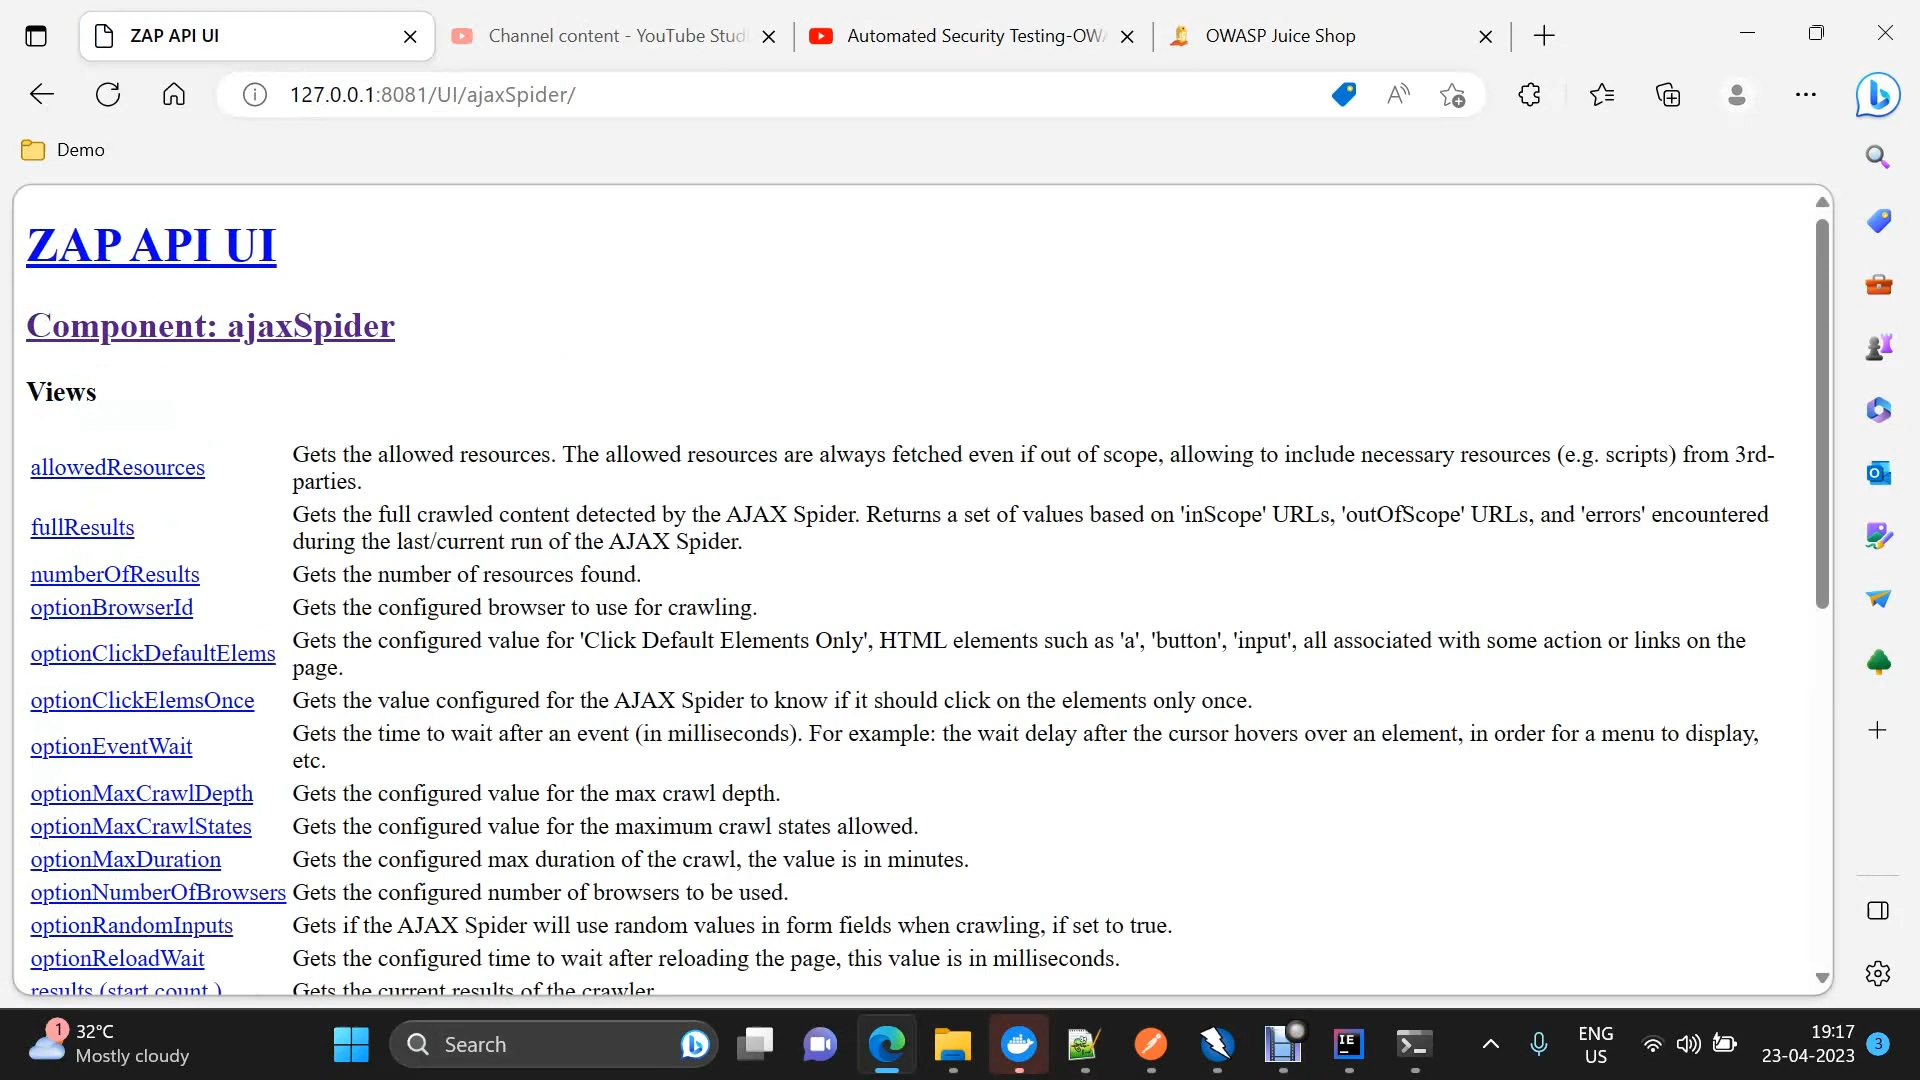 ZAP API UI
Channel content - YouTube Stud
Automated Security Testing-OW
OWASP Juice Shop
127.0.0.1:8081/UI/ajaxSpider/
Demo
ZAP API UI
Component: ajaxSpider
Views
allowedResources
Gets the allowed resources. The allowed resources are always fetched even if out of scope, allowing to include necessary resources (e.g. scripts) from 3rd-
parties.
fullResults
Gets the full crawled content detected by the AJAX Spider. Returns a set of values based on 'inScope' URLs, 'outOfScope' URLs, and 'errors' encountered
during the last/current run of the AJAX Spider.
numberOfResults Gets the number of resources found.
optionBrowserId Gets the configured browser to use for crawling.
optionClickDefaultElems
Gets the configured value for 'Click Default Elements Only', HTML elements such as 'a', 'button', 'input', all associated with some action or links on the
page.
optionClickElemsOnce Gets the value configured for the AJAX Spider to know if it should click on the elements only once.
optionEventWait
Gets the time to wait after an event (in milliseconds). For example: the wait delay after the cursor hovers over an element, in order for a menu to display,
etc.
optionMaxCrawlDepth Gets the configured value for the max crawl depth.
optionMaxCrawlStates Gets the configured value for the maximum crawl states allowed.
optionMaxDuration Gets the configured max duration of the crawl, the value is in minutes.
optionNumberOfBrowsers Gets the configured number of browsers to be used.
optionRandomInputs Gets if the AJAX Spider will use random values in form fields when crawling, if set to true.
optionReloadWait Gets the configured time to wait after reloading the page, this value is in milliseconds.
results (start count ) Gets the current results of the crawler
1
32°C
Mostly cloudy
Search
IE
ENG
US
19:17
23-04-2023
3